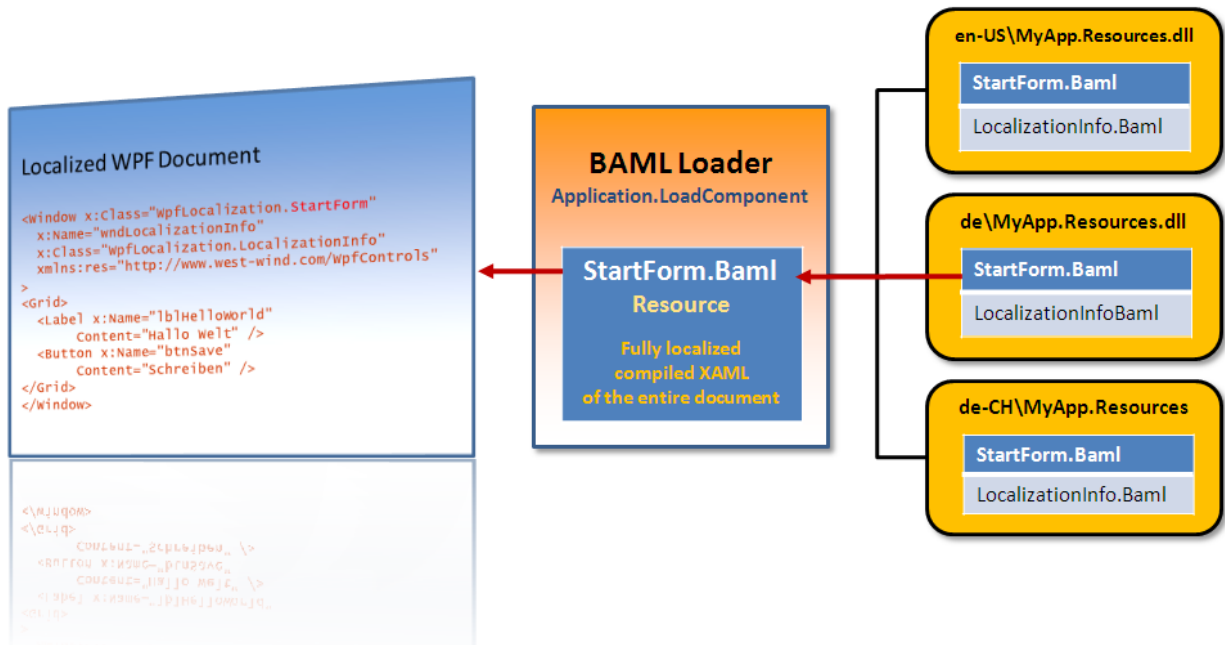 Localized WPF Document
<Window x:Class="WpfLocalization.StartForm"
x:Name="wndLocalizationInfo"
x:Class="WpfLocalization.LocalizationInfo"
xmlns:res="http://www.west-wind.com/WpfControls"
>
<Grid>
<Label x:Name="lblHelloWorld"
Content="Hallo Welt" />
<Button x:Name="btnSave"
Content="Schreiben" />
</Grid>
</Window>
BAML Loader
Application.LoadComponent
StartForm.Baml
Resource
Fully localized
compiled XAML
of the entire document
en-US\MyApp.Resources.dll
StartForm.Baml
LocalizationInfo.Baml
de\MyApp.Resources.dll
StartForm.Baml
LocalizationInfoBaml
de-CH\MyApp.Resources
StartForm.Baml
LocalizationInfo.Baml